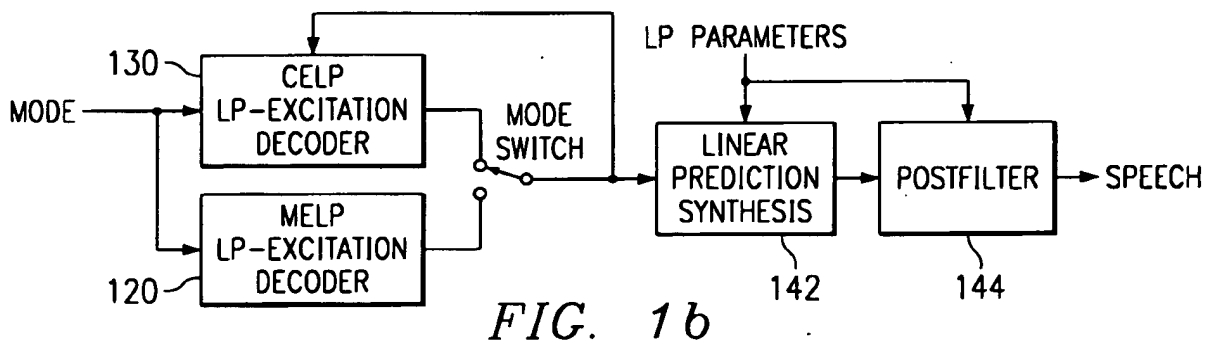 LP PARAMETERS
130
CELP
LP-EXCITATION
DECODER
MODE
MODE
SWITCH
LINEAR
PREDICTION
SYNTHESIS
POSTFILTER
SPEECH
MELP
LP-EXCITATION
DECODER
120
142
144
FIG. 1b